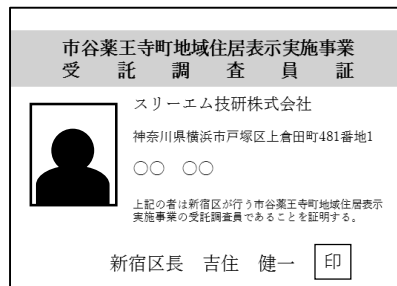 市谷薬王寺町地域住居表示実施事業
受託調査員証
スリーエム技研株式会社
神奈川県横浜市戸塚区上倉田町481番地1
○○ ○○
上記の者は新宿区が行う市谷薬王寺町地域住居表示
実施事業の受託調査員であることを証明する。
新宿区長 吉住 健一 印